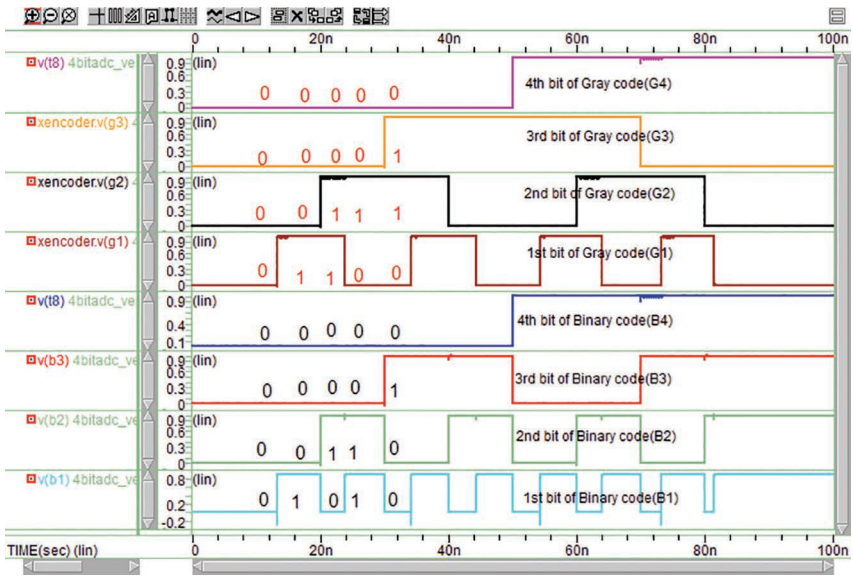 0 20n 40n 60n 80n 100n
v(t8) 4bitadc_ve 0.9 0.6 0.3 0 (lin) 0 0 0 0 0 4th bit of Gray code(G4)
xencoder.v(g3) 4 0.9 0.6 0.3 0 (lin) 0 0 0 0 1 3rd bit of Gray code(G3)
xencoder.v(g2) 4 0.9 0.6 0.3 0 (lin) 0 0 1 1 1 2nd bit of Gray code(G2)
xencoder.v(g1) 4 0.9 0.6 0.3 0 (lin) 0 1 1 0 0 1st bit of Gray code(G1)
v(t8) 4bitadc_ve 0.9 0.4 0.1 (lin) 0 0 0 0 0 4th bit of Binary code(B4)
v(b3) 4bitadc_ve 0.9 0.6 0.3 0 (lin) 0 0 0 0 1 3rd bit of Binary code(B3)
v(b2) 4bitadc_ve 0.9 0.6 0.3 0 (lin) 0 0 1 1 0 2nd bit of Binary code(B2)
v(b1) 4bitadc_ve 0.8 0.2 -0.2 (lin) 0 1 0 1 0 1st bit of Binary code(B1)
TIME(sec) (lin) 0 20n 40n 60n 80n 100n